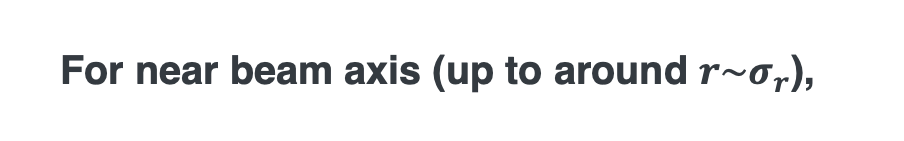 For near beam axis (up to around r~σᵣ),